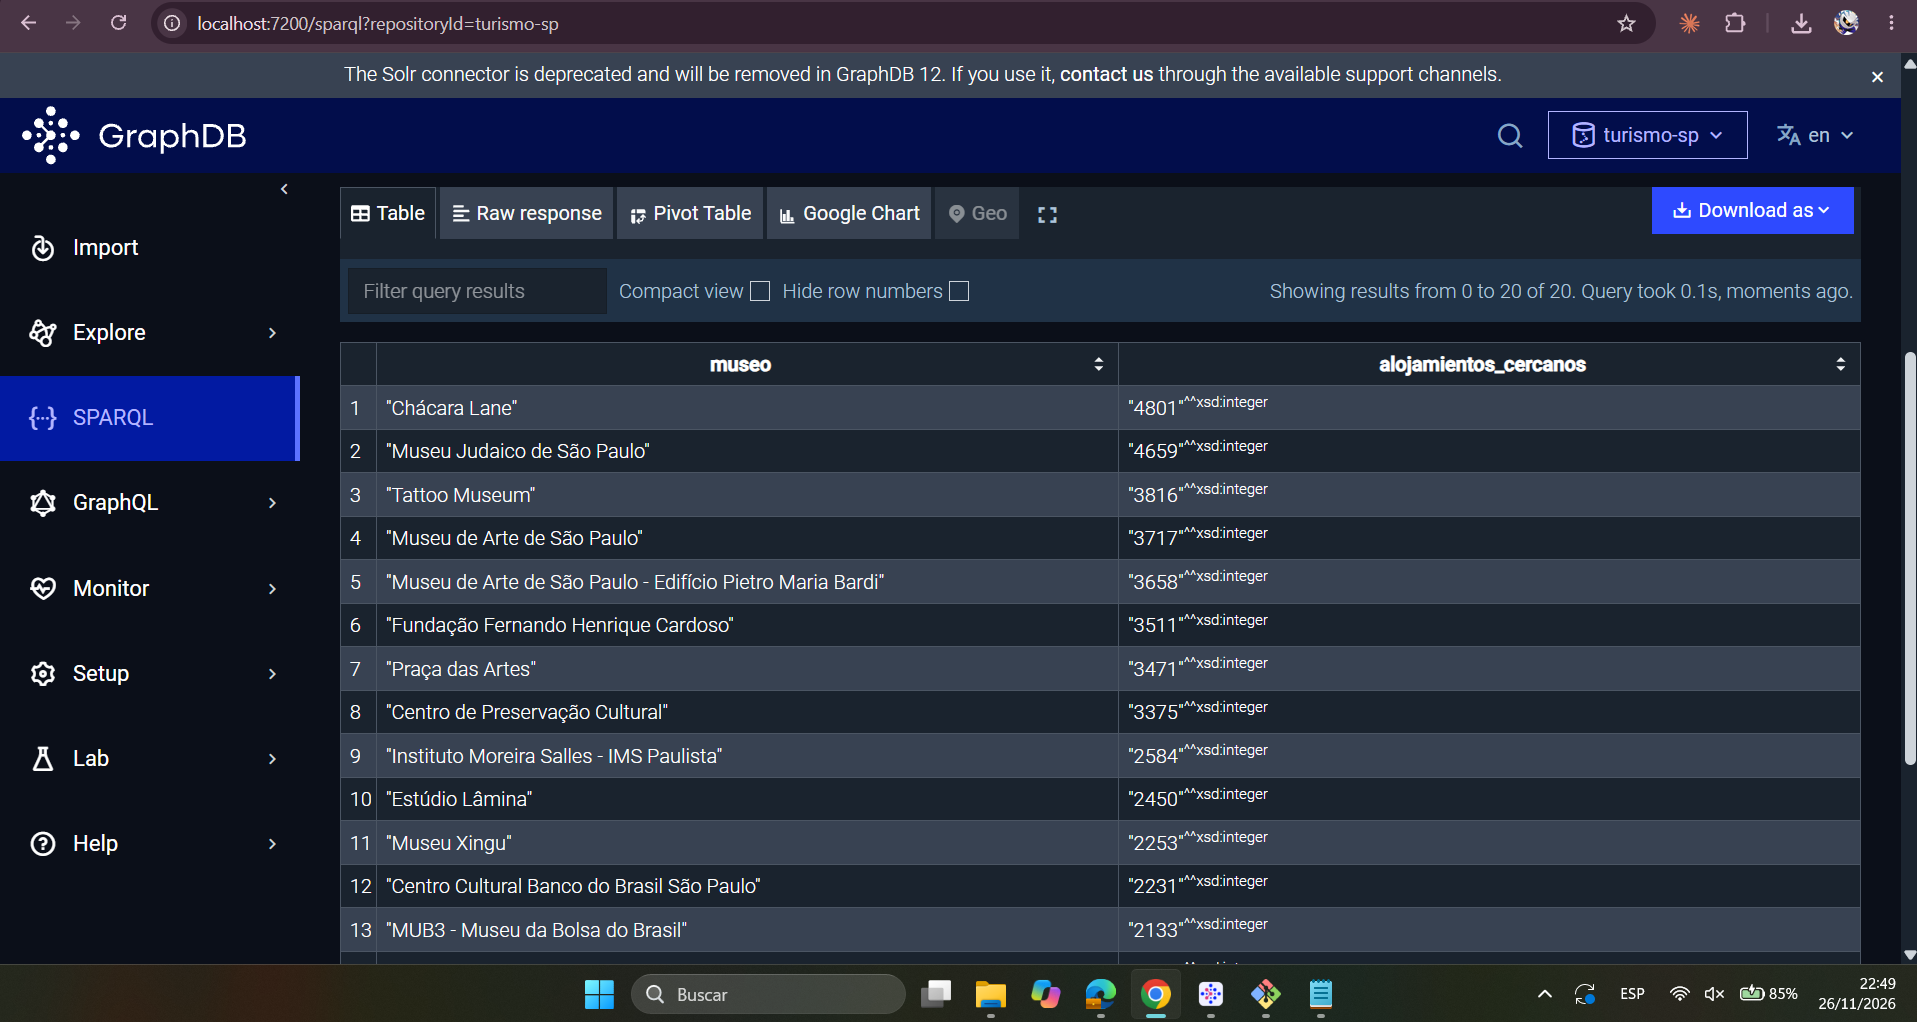 localhost:7200/sparql?repositoryId=turismo-sp
The Solr connector is deprecated and will be removed in GraphDB 12. If you use it, contact us through the available support channels.
GraphDB
turismo-sp
en
Import
Explore
SPARQL
GraphQL
Monitor
Setup
Lab
Help
Table
Raw response
Pivot Table
Google Chart
Geo
Download as
Filter query results
Compact view
Hide row numbers
Showing results from 0 to 20 of 20. Query took 0.1s, moments ago.
museo alojamientos_cercanos
1 "Chácara Lane" "4801"^^xsd:integer
2 "Museu Judaico de São Paulo" "4659"^^xsd:integer
3 "Tattoo Museum" "3816"^^xsd:integer
4 "Museu de Arte de São Paulo" "3717"^^xsd:integer
5 "Museu de Arte de São Paulo - Edifício Pietro Maria Bardi" "3658"^^xsd:integer
6 "Fundação Fernando Henrique Cardoso" "3511"^^xsd:integer
7 "Praça das Artes" "3471"^^xsd:integer
8 "Centro de Preservação Cultural" "3375"^^xsd:integer
9 "Instituto Moreira Salles - IMS Paulista" "2584"^^xsd:integer
10 "Estúdio Lâmina" "2450"^^xsd:integer
11 "Museu Xingu" "2253"^^xsd:integer
12 "Centro Cultural Banco do Brasil São Paulo" "2231"^^xsd:integer
13 "MUB3 - Museu da Bolsa do Brasil" "2133"^^xsd:integer
Buscar
ESP
85%
22:49
26/11/2026